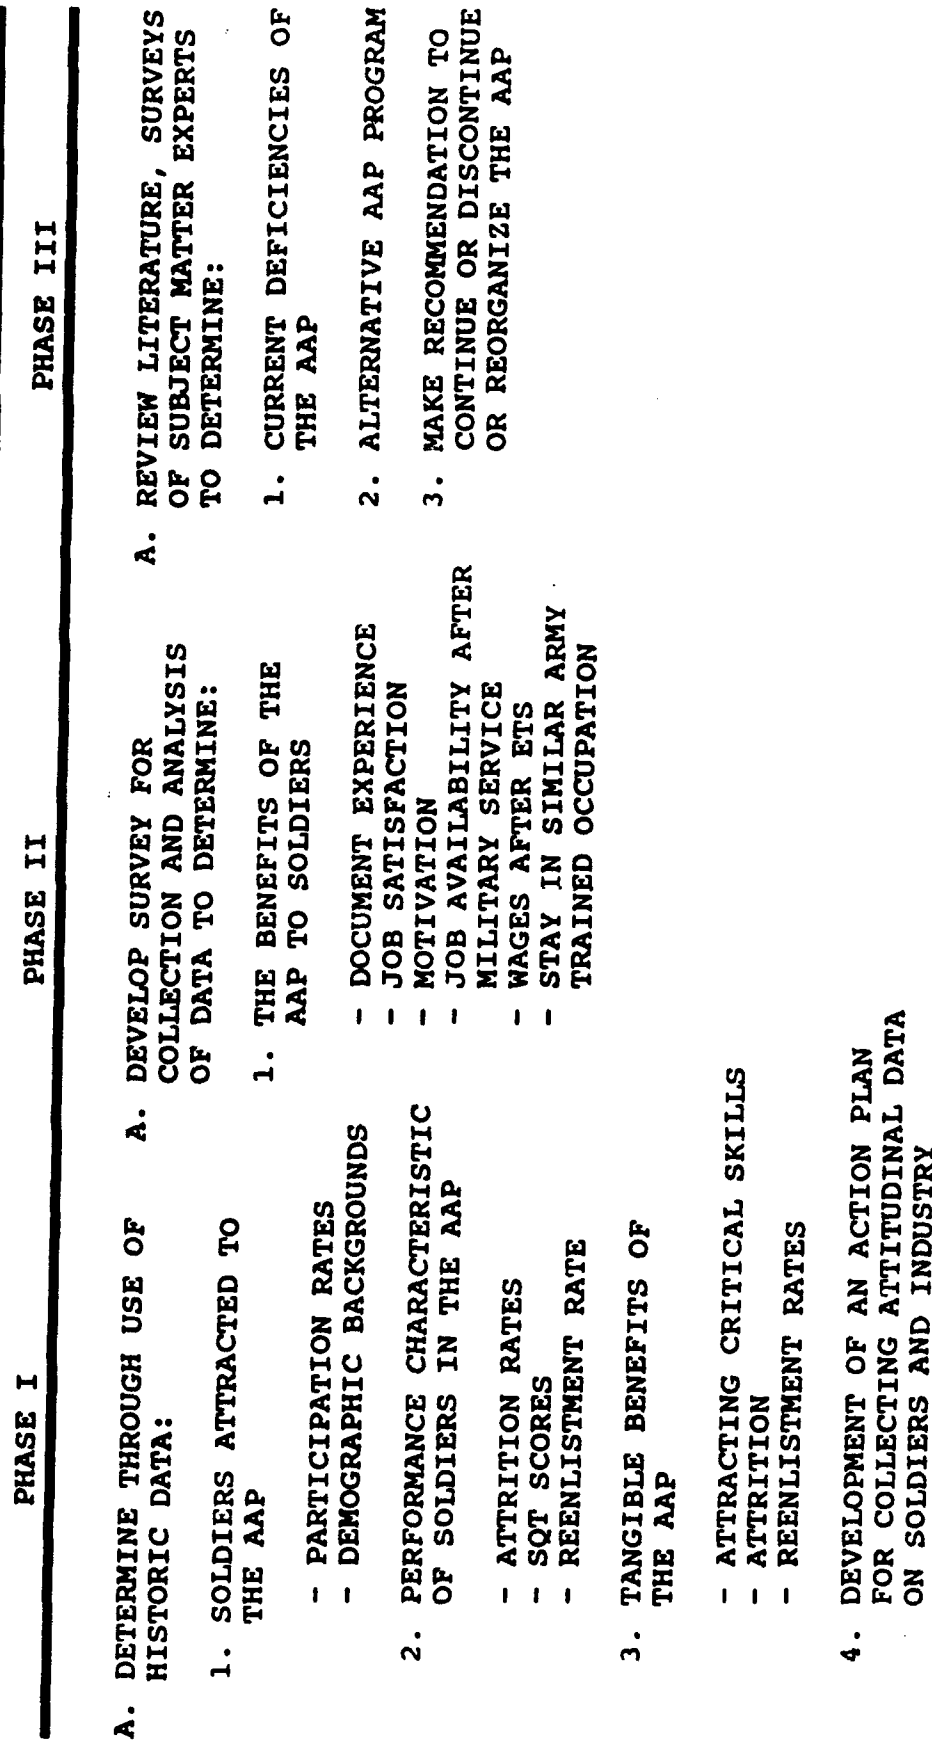 PHASE I
A. DETERMINE THROUGH USE OF
HISTORIC DATA:
1. SOLDIERS ATTRACTED TO
THE AAP
- PARTICIPATION RATES
- DEMOGRAPHIC BACKGROUNDS
2. PERFORMANCE CHARACTERISTIC
OF SOLDIERS IN THE AAP
- ATTRITION RATES
- SQT SCORES
- REENLISTMENT RATE
3. TANGIBLE BENEFITS OF
THE AAP
- ATTRACTING CRITICAL SKILLS
- ATTRITION
- REENLISTMENT RATES
4. DEVELOPMENT OF AN ACTION PLAN
FOR COLLECTING ATTITUDINAL DATA
ON SOLDIERS AND INDUSTRY
PHASE II
A. DEVELOP SURVEY FOR
COLLECTION AND ANALYSIS
OF DATA TO DETERMINE:
1. THE BENEFITS OF THE
AAP TO SOLDIERS
- DOCUMENT EXPERIENCE
- JOB SATISFACTION
- MOTIVATION
- JOB AVAILABILITY AFTER
MILITARY SERVICE
- WAGES AFTER ETS
- STAY IN SIMILAR ARMY
TRAINED OCCUPATION
PHASE III
A. REVIEW LITERATURE, SURVEYS
OF SUBJECT MATTER EXPERTS
TO DETERMINE:
1. CURRENT DEFICIENCIES OF
THE AAP
2. ALTERNATIVE AAP PROGRAM
3. MAKE RECOMMENDATION TO
CONTINUE OR DISCONTINUE
OR REORGANIZE THE AAP